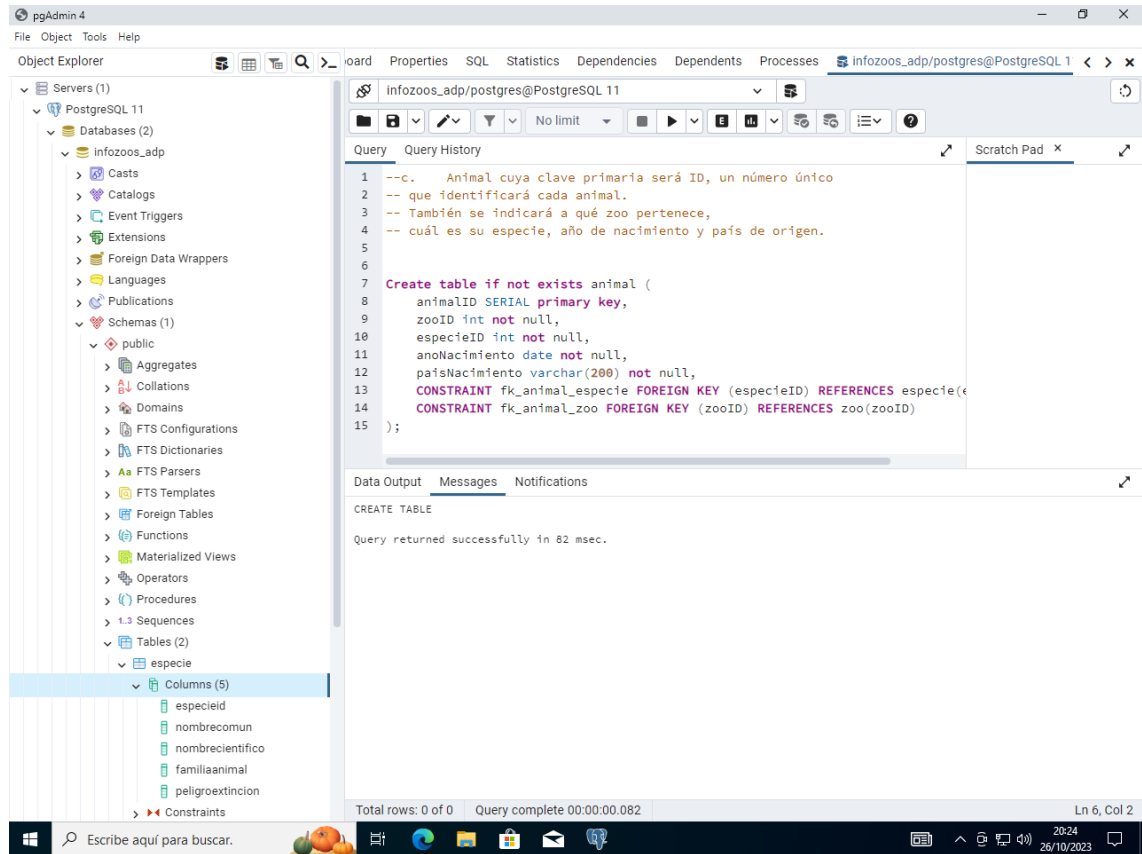 pgAdmin 4
File Object Tools Help
Object Explorer
oard Properties SQL Statistics Dependencies Dependents Processes infozoos_adp/postgres@PostgreSQL 1
Servers (1)
PostgreSQL 11
Databases (2)
infozoos_adp
Casts
Catalogs
Event Triggers
Extensions
Foreign Data Wrappers
Languages
Publications
Schemas (1)
public
Aggregates
Collations
Domains
FTS Configurations
FTS Dictionaries
Aa FTS Parsers
FTS Templates
Foreign Tables
Functions
Materialized Views
Operators
Procedures
1..3 Sequences
Tables (2)
especie
Columns (5)
especieid
nombrecomun
nombrecientifico
familiaanimal
peligroextincion
Constraints
infozoos_adp/postgres@PostgreSQL 11
No limit
E
Query Query History
Scratch Pad
1 --c. Animal cuya clave primaria será ID, un número único
2 -- que identificará cada animal.
3 -- También se indicará a qué zoo pertenece,
4 -- cuál es su especie, año de nacimiento y país de origen.
5
6
7 Create table if not exists animal (
8 animalID SERIAL primary key,
9 zooID int not null,
10 especieID int not null,
11 anoNacimiento date not null,
12 paisNacimiento varchar(200) not null,
13 CONSTRAINT fk_animal_especie FOREIGN KEY (especieID) REFERENCES especie(e
14 CONSTRAINT fk_animal_zoo FOREIGN KEY (zooID) REFERENCES zoo(zooID)
15 );
Data Output Messages Notifications
CREATE TABLE
Query returned successfully in 82 msec.
Total rows: 0 of 0 Query complete 00:00:00.082
Ln 6, Col 2
Escribe aquí para buscar.
20:24
26/10/2023